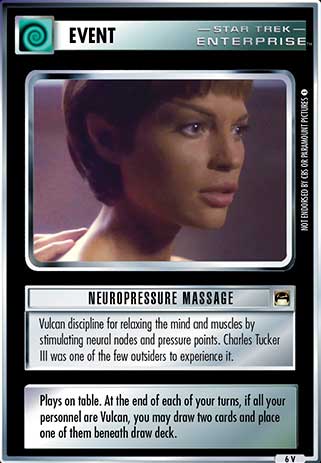 EVENT
STAR TREK
ENTERPRISE™
NOT ENDORSED BY CBS OR PARAMOUNT PICTURES
NEUROPRESSURE MASSAGE
Vulcan discipline for relaxing the mind and muscles by
stimulating neural nodes and pressure points. Charles Tucker
III was one of the few outsiders to experience it.
Plays on table. At the end of each of your turns, if all your
personnel are Vulcan, you may draw two cards and place
one of them beneath draw deck.
6 V